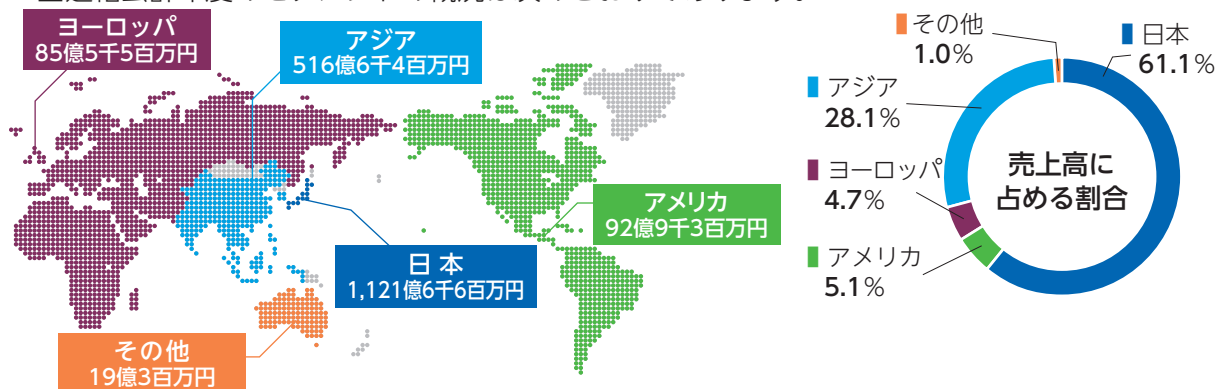 ヨーロッパ
85億5千5百万円
アジア
516億6千4百万円
アメリカ
92億9千3百万円
日本
1,121億6千6百万円
その他
19億3百万円
その他
1.0%
日本
61.1%
アジア
28.1%
ヨーロッパ
4.7%
アメリカ
5.1%
売上高に
占める割合